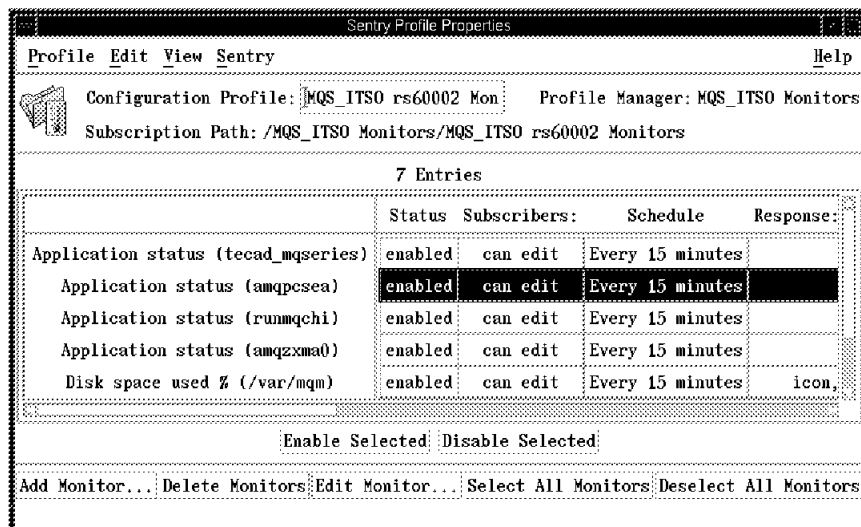 Sentry Profile Properties
Profile Edit View Sentry Help
Configuration Profile: MQS_ITSO rs60002 Mon Profile Manager: MQS_ITSO Monitors
Subscription Path: /MQS_ITSO Monitors/MQS_ITSO rs60002 Monitors
7 Entries
Status Subscribers: Schedule Response:
Application status (tecad_mqseries) enabled can edit Every 15 minutes
Application status (amqpcsea) enabled can edit Every 15 minutes
Application status (runmqchi) enabled can edit Every 15 minutes
Application status (amqzxma0) enabled can edit Every 15 minutes
Disk space used % (/var/mqm) enabled can edit Every 15 minutes icon,
Enable Selected Disable Selected
Add Monitor... Delete Monitors Edit Monitor... Select All Monitors Deselect All Monitors